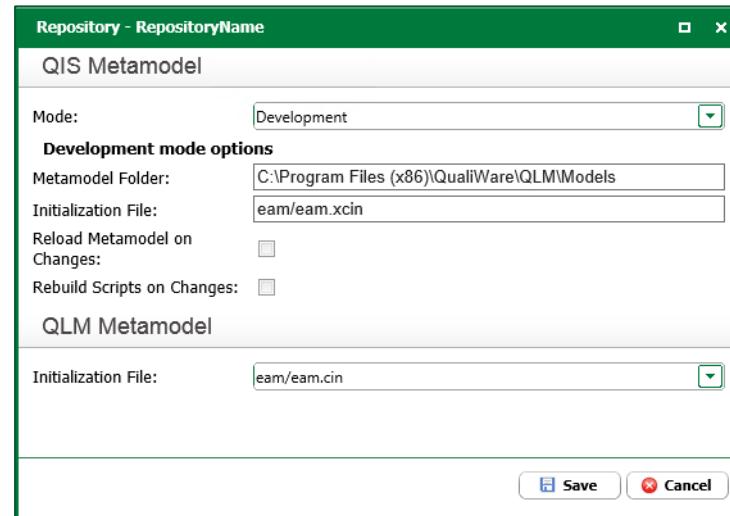 Repository - RepositoryName
QIS Metamodel
Mode:
Development
Development mode options
Metamodel Folder:
C:\Program Files (x86)\QualiWare\QLM\Models
Initialization File:
eam/eam.xcin
Reload Metamodel on
Changes:
Rebuild Scripts on Changes:
QLM Metamodel
Initialization File:
eam/eam.cin
Save
Cancel